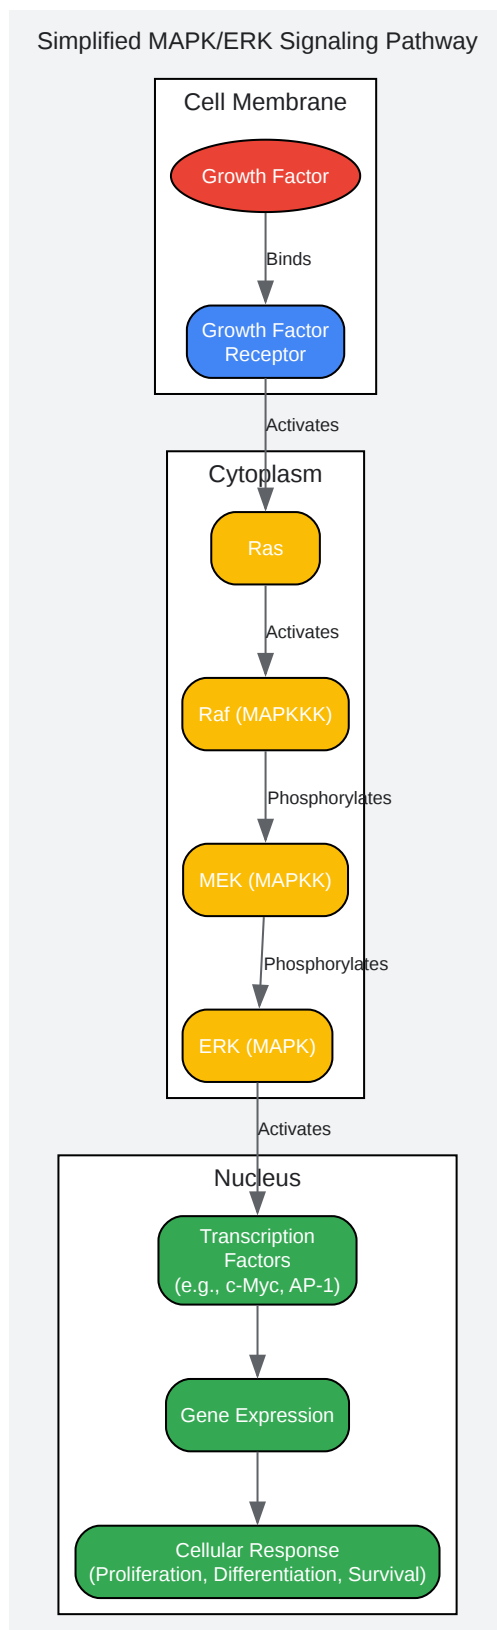 Simplified MAPK/ERK Signaling Pathway
Cell Membrane
Growth Factor
Binds
Growth Factor
Receptor
Activates
Cytoplasm
Ras
Activates
Raf (MAPKKK)
Phosphorylates
MEK (MAPKK)
Phosphorylates
ERK (MAPK)
Activates
Nucleus
Transcription
Factors
(e.g., c-Myc, AP-1)
Gene Expression
Cellular Response
(Proliferation, Differentiation, Survival)